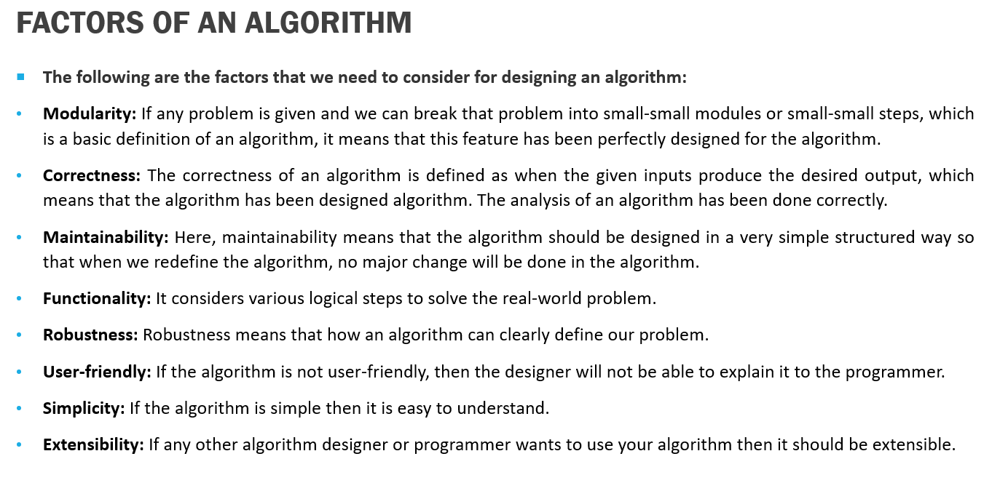 FACTORS OF AN ALGORITHM
The following are the factors that we need to consider for designing an algorithm:
Modularity: If any problem is given and we can break that problem into small-small modules or small-small steps, which
is a basic definition of an algorithm, it means that this feature has been perfectly designed for the algorithm.
Correctness: The correctness of an algorithm is defined as when the given inputs produce the desired output, which
means that the algorithm has been designed algorithm. The analysis of an algorithm has been done correctly.
Maintainability: Here, maintainability means that the algorithm should be designed in a very simple structured way so
that when we redefine the algorithm, no major change will be done in the algorithm.
Functionality: It considers various logical steps to solve the real-world problem.
Robustness: Robustness means that how an algorithm can clearly define our problem.
User-friendly: If the algorithm is not user-friendly, then the designer will not be able to explain it to the programmer.
Simplicity: If the algorithm is simple then it is easy to understand.
Extensibility: If any other algorithm designer or programmer wants to use your algorithm then it should be extensible.